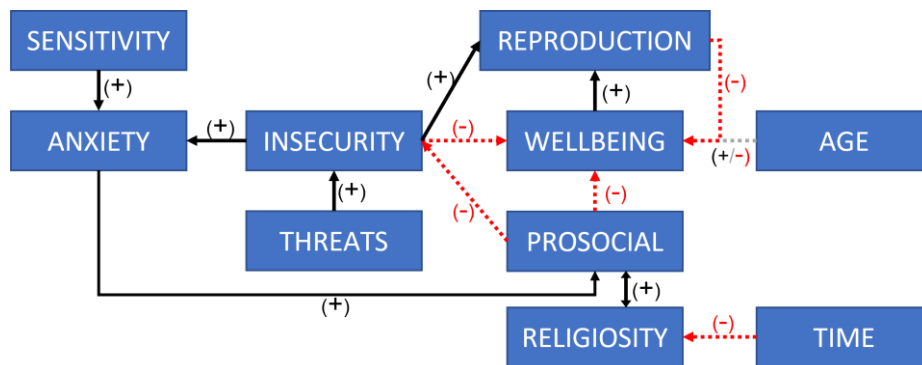 SENSITIVITY
REPRODUCTION
(+)
(+)
(-)
(+)
ANXIETY
(+)
INSECURITY
(-)
WELLBEING
(+/-)
AGE
(+)
(-)
(-)
THREATS
PROSOCIAL
(+)
(+)
RELIGIOSITY
(-)
TIME